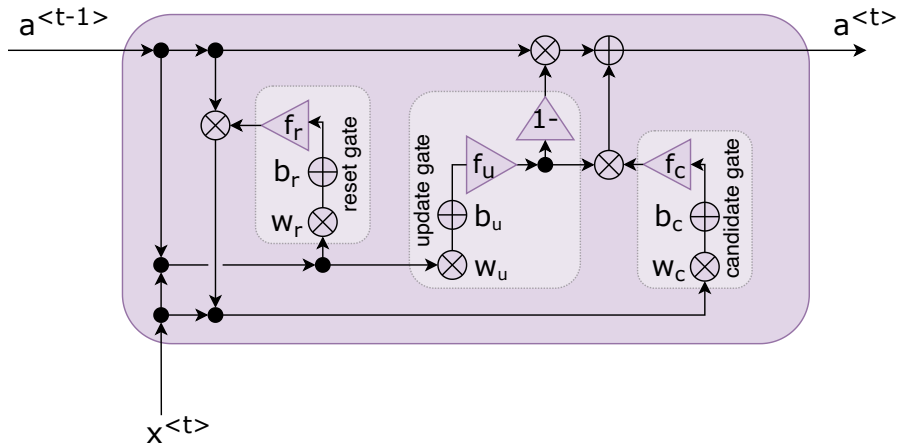 a<t-1>
a<t>
f_r
b_r
w_r
reset gate
update gate
f_u
b_u
w_u
1-
f_c
b_c
w_c
candidate gate
x<t>